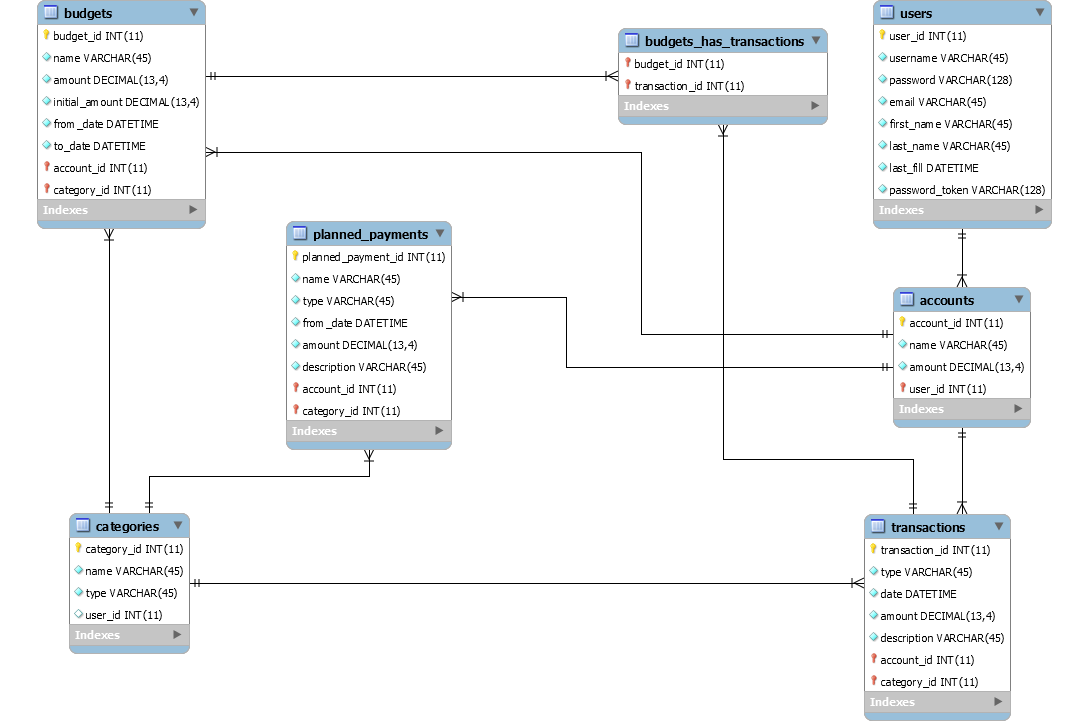 budgets
budget_id INT(11)
name VARCHAR(45)
amount DECIMAL(13,4)
initial_amount DECIMAL(13,4)
from_date DATETIME
to_date DATETIME
account_id INT(11)
category_id INT(11)
Indexes
budgets_has_transactions
budget_id INT(11)
transaction_id INT(11)
Indexes
users
user_id INT(11)
username VARCHAR(45)
password VARCHAR(128)
email VARCHAR(45)
first_name VARCHAR(45)
last_name VARCHAR(45)
last_fill DATETIME
password_token VARCHAR(128)
Indexes
planned_payments
planned_payment_id INT(11)
name VARCHAR(45)
type VARCHAR(45)
from_date DATETIME
amount DECIMAL(13,4)
description VARCHAR(45)
account_id INT(11)
category_id INT(11)
Indexes
accounts
account_id INT(11)
name VARCHAR(45)
amount DECIMAL(13,4)
user_id INT(11)
Indexes
categories
category_id INT(11)
name VARCHAR(45)
type VARCHAR(45)
user_id INT(11)
Indexes
transactions
transaction_id INT(11)
type VARCHAR(45)
date DATETIME
amount DECIMAL(13,4)
description VARCHAR(45)
account_id INT(11)
category_id INT(11)
Indexes